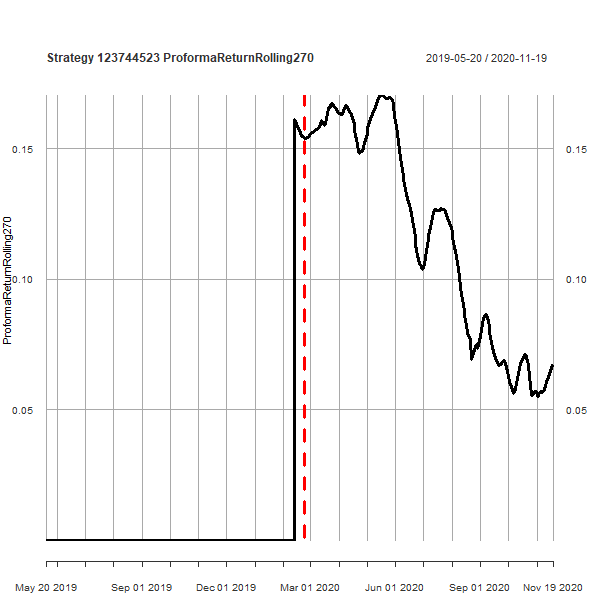 Strategy 123744523 ProformaReturnRolling270
2019-05-20 / 2020-11-19
ProformaReturnRolling270
0.15 0.15
0.10 0.10
0.05 0.05
May 20 2019 Sep 01 2019 Dec 01 2019 Mar 01 2020 Jun 01 2020 Sep 01 2020 Nov 19 2020